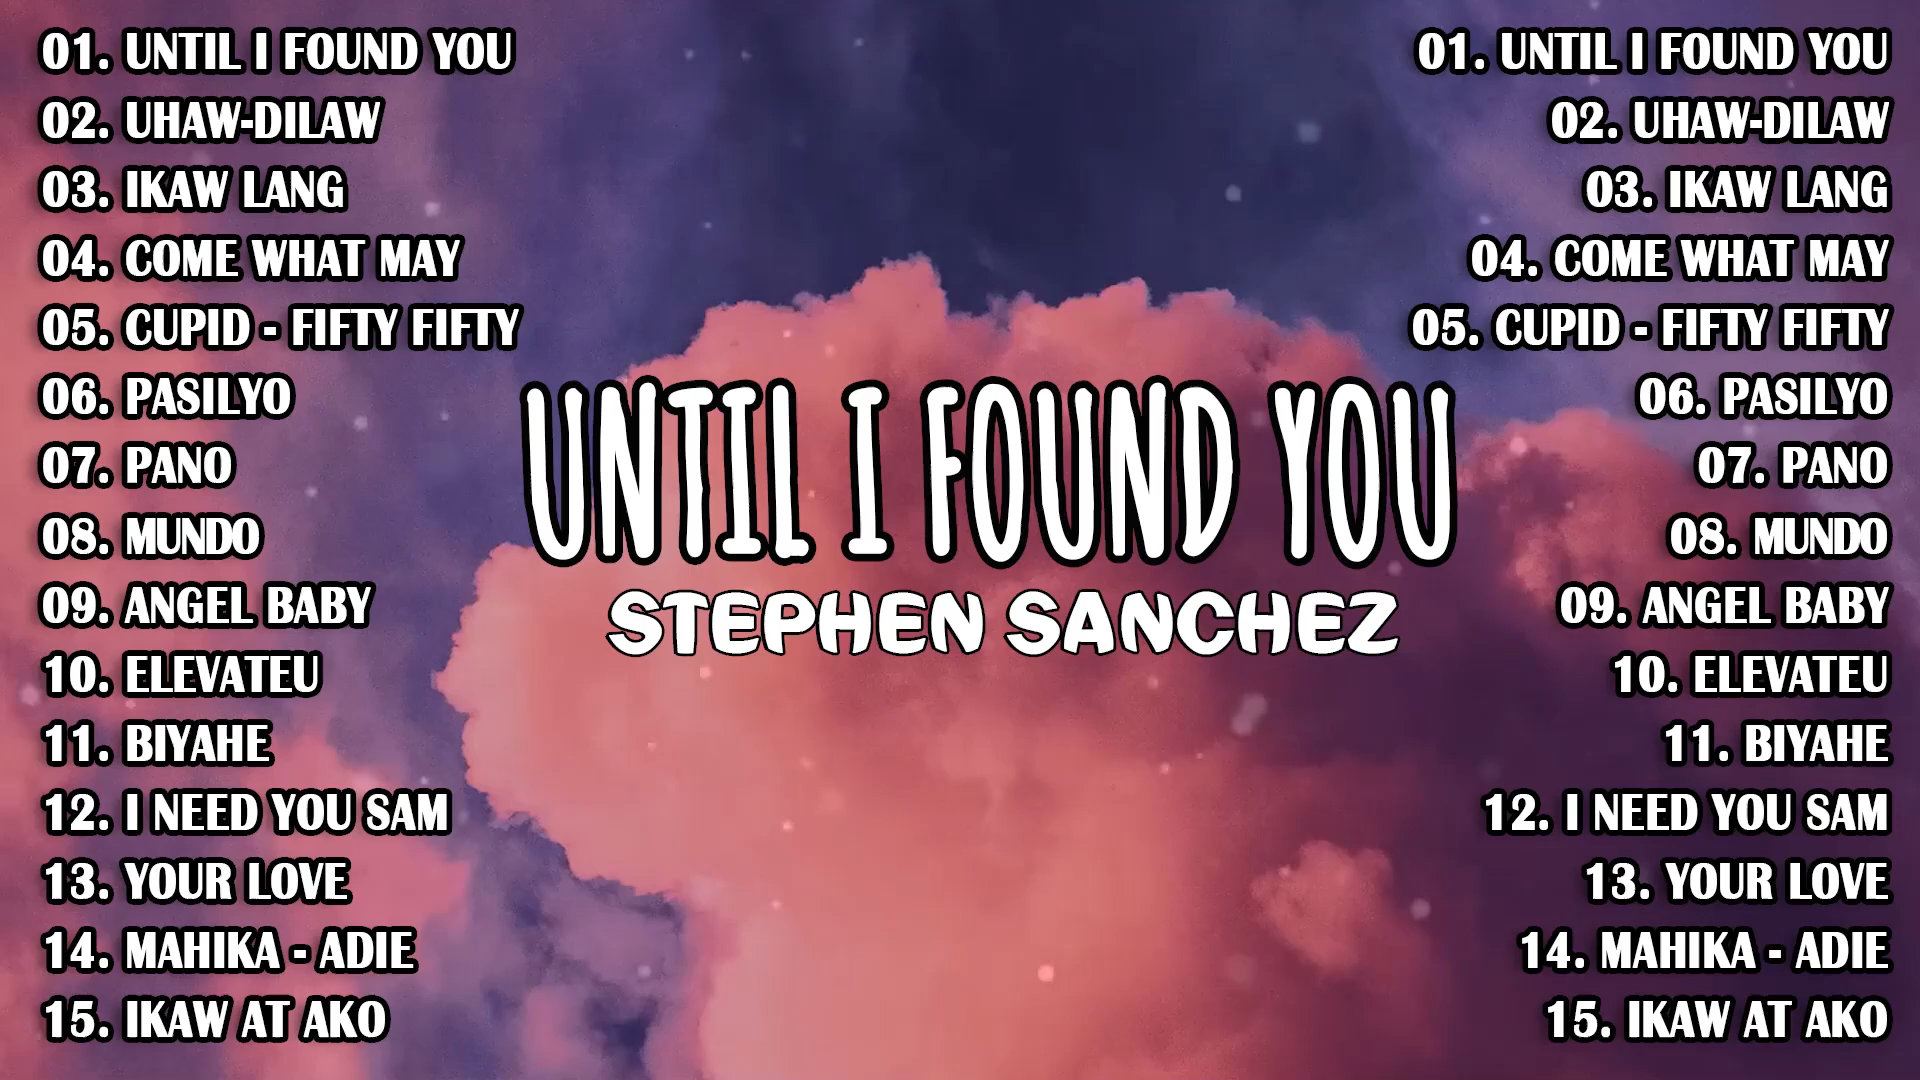 01. UNTIL I FOUND YOU
02. UHAW-DILAW
03. IKAW LANG
04. COME WHAT MAY
05. CUPID - FIFTY FIFTY
06. PASILYO
07. PANO
08. MUNDO
09. ANGEL BABY
10. ELEVATEU
11. BIYAHE
12. I NEED YOU SAM
13. YOUR LOVE
14. MAHIKA - ADIE
15. IKAW AT AKO
UNTIL I FOUND YOU
STEPHEN SANCHEZ
01. UNTIL I FOUND YOU
02. UHAW-DILAW
03. IKAW LANG
04. COME WHAT MAY
05. CUPID - FIFTY FIFTY
06. PASILYO
07. PANO
08. MUNDO
09. ANGEL BABY
10. ELEVATEU
11. BIYAHE
12. I NEED YOU SAM
13. YOUR LOVE
14. MAHIKA - ADIE
15. IKAW AT AKO